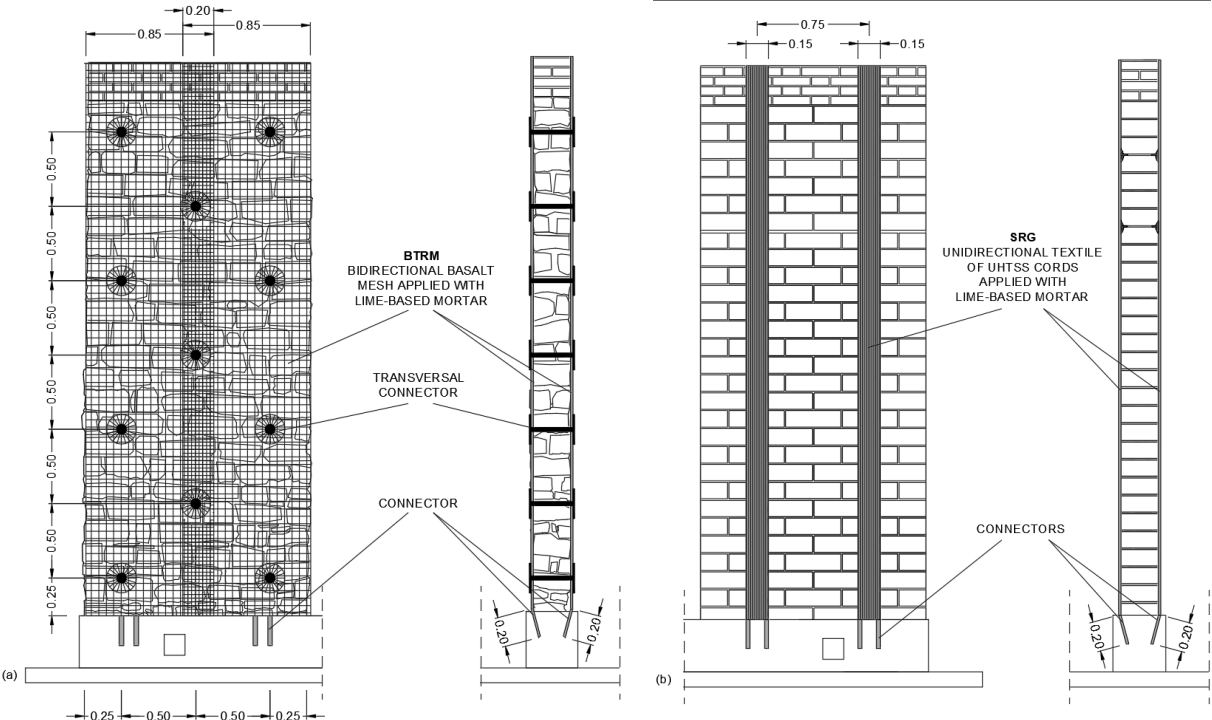 0.20
0.85
0.85
0.50
0.50
0.50
0.50
0.50
0.50
0.25
BTRM
BIDIRECTIONAL BASALT
MESH APPLIED WITH
LIME-BASED MORTAR
TRANSVERSAL
CONNECTOR
CONNECTOR
0.20
0.20
(a)
0.25
0.50
0.50
0.25
0.75
0.15
0.15
SRG
UNIDIRECTIONAL TEXTILE
OF UHTSS CORDS
APPLIED WITH
LIME-BASED MORTAR
CONNECTORS
0.20
0.20
(b)